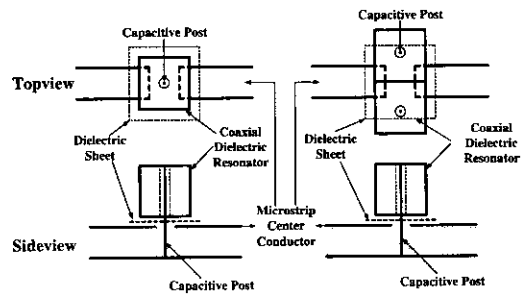 Capacitive Post
Capacitive Post
Topview
Dielectric
Sheet
Coaxial
Dielectric
Resonator
Dielectric
Sheet
Coaxial
Dielectric
Resonator
Microstrip
Center
Conductor
Sideview
Capacitive Post
Capacitive Post